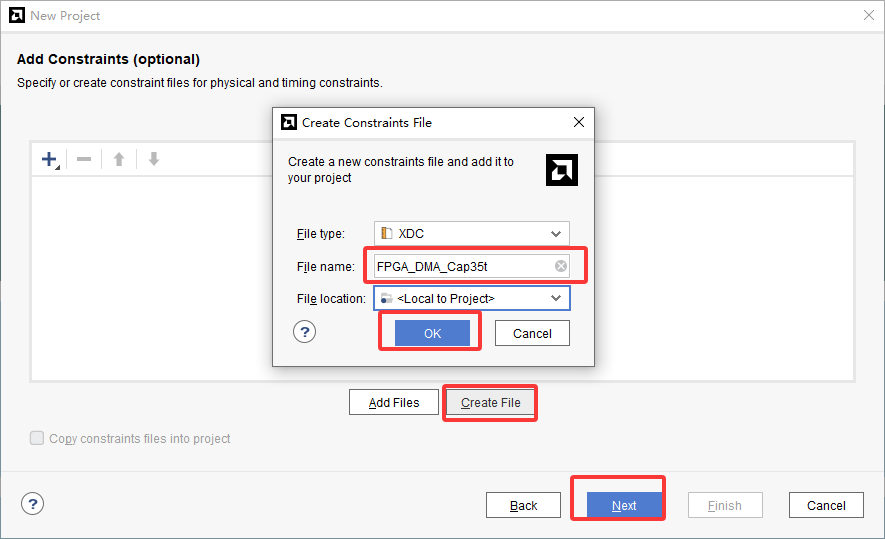 New Project
Add Constraints (optional)
Specify or create constraint files for physical and timing constraints.
Create Constraints File
Create a new constraints file and add it to
your project
File type:
XDC
File name:
FPGA_DMA_Cap35t
File location:
<Local to Project>
?
OK
Cancel
Add Files
Create File
Copy constraints files into project
?
Back
Next
Finish
Cancel